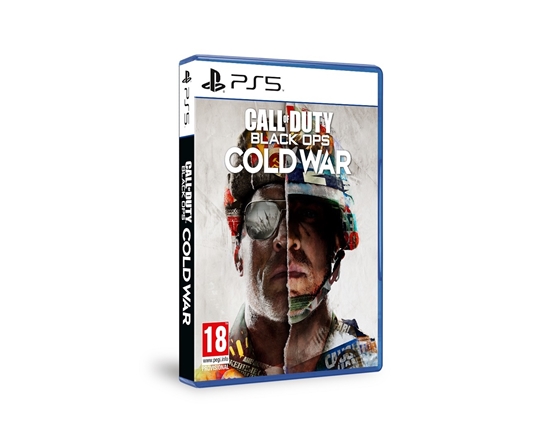 PS5
CALL OF DUTY
BLACK OPS
COLD WAR
18
www.pegi.info
PROVISIONAL
PS5
CALL OF DUTY
BLACK OPS
COLD WAR